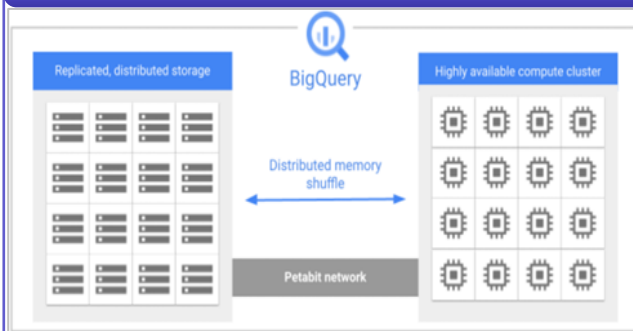 Replicated, distributed storage
BigQuery
Highly available compute cluster
Distributed memory
shuffle
Petabit network